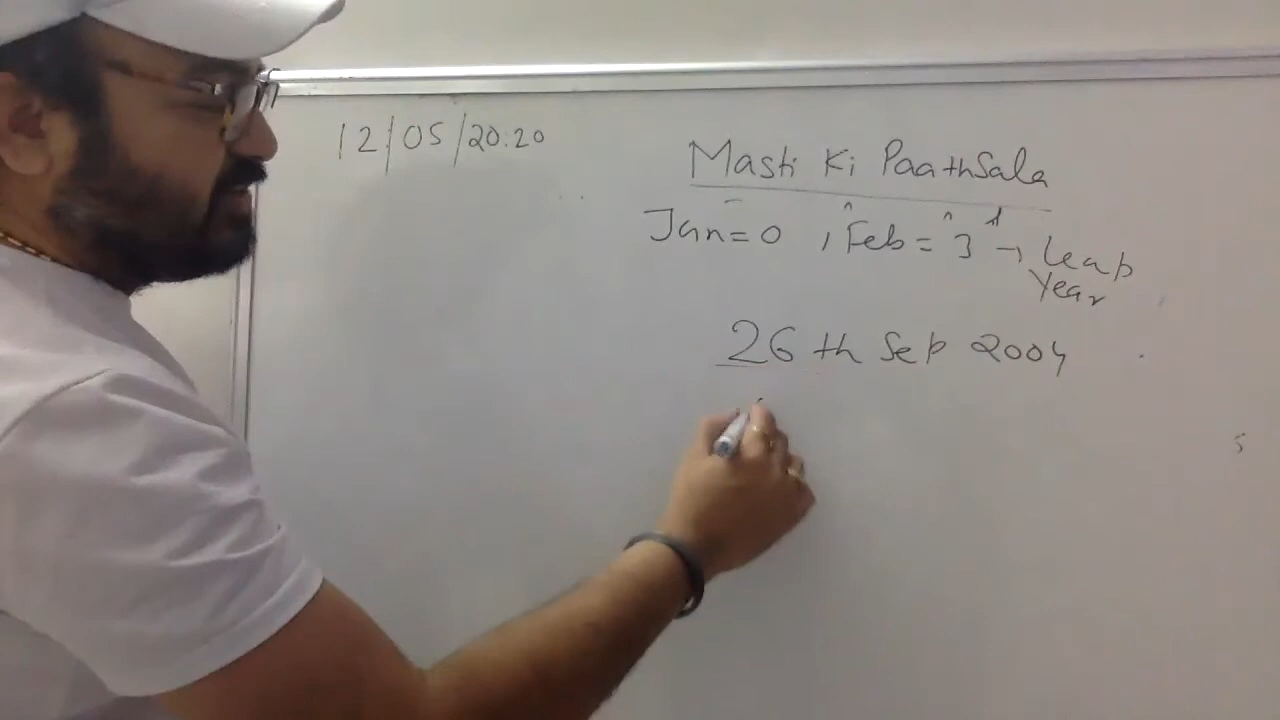 12/05/20:20
Masti Ki PaathSala
Jan=0 , Feb = 3 → Leap
Year
26 th Sep 2004